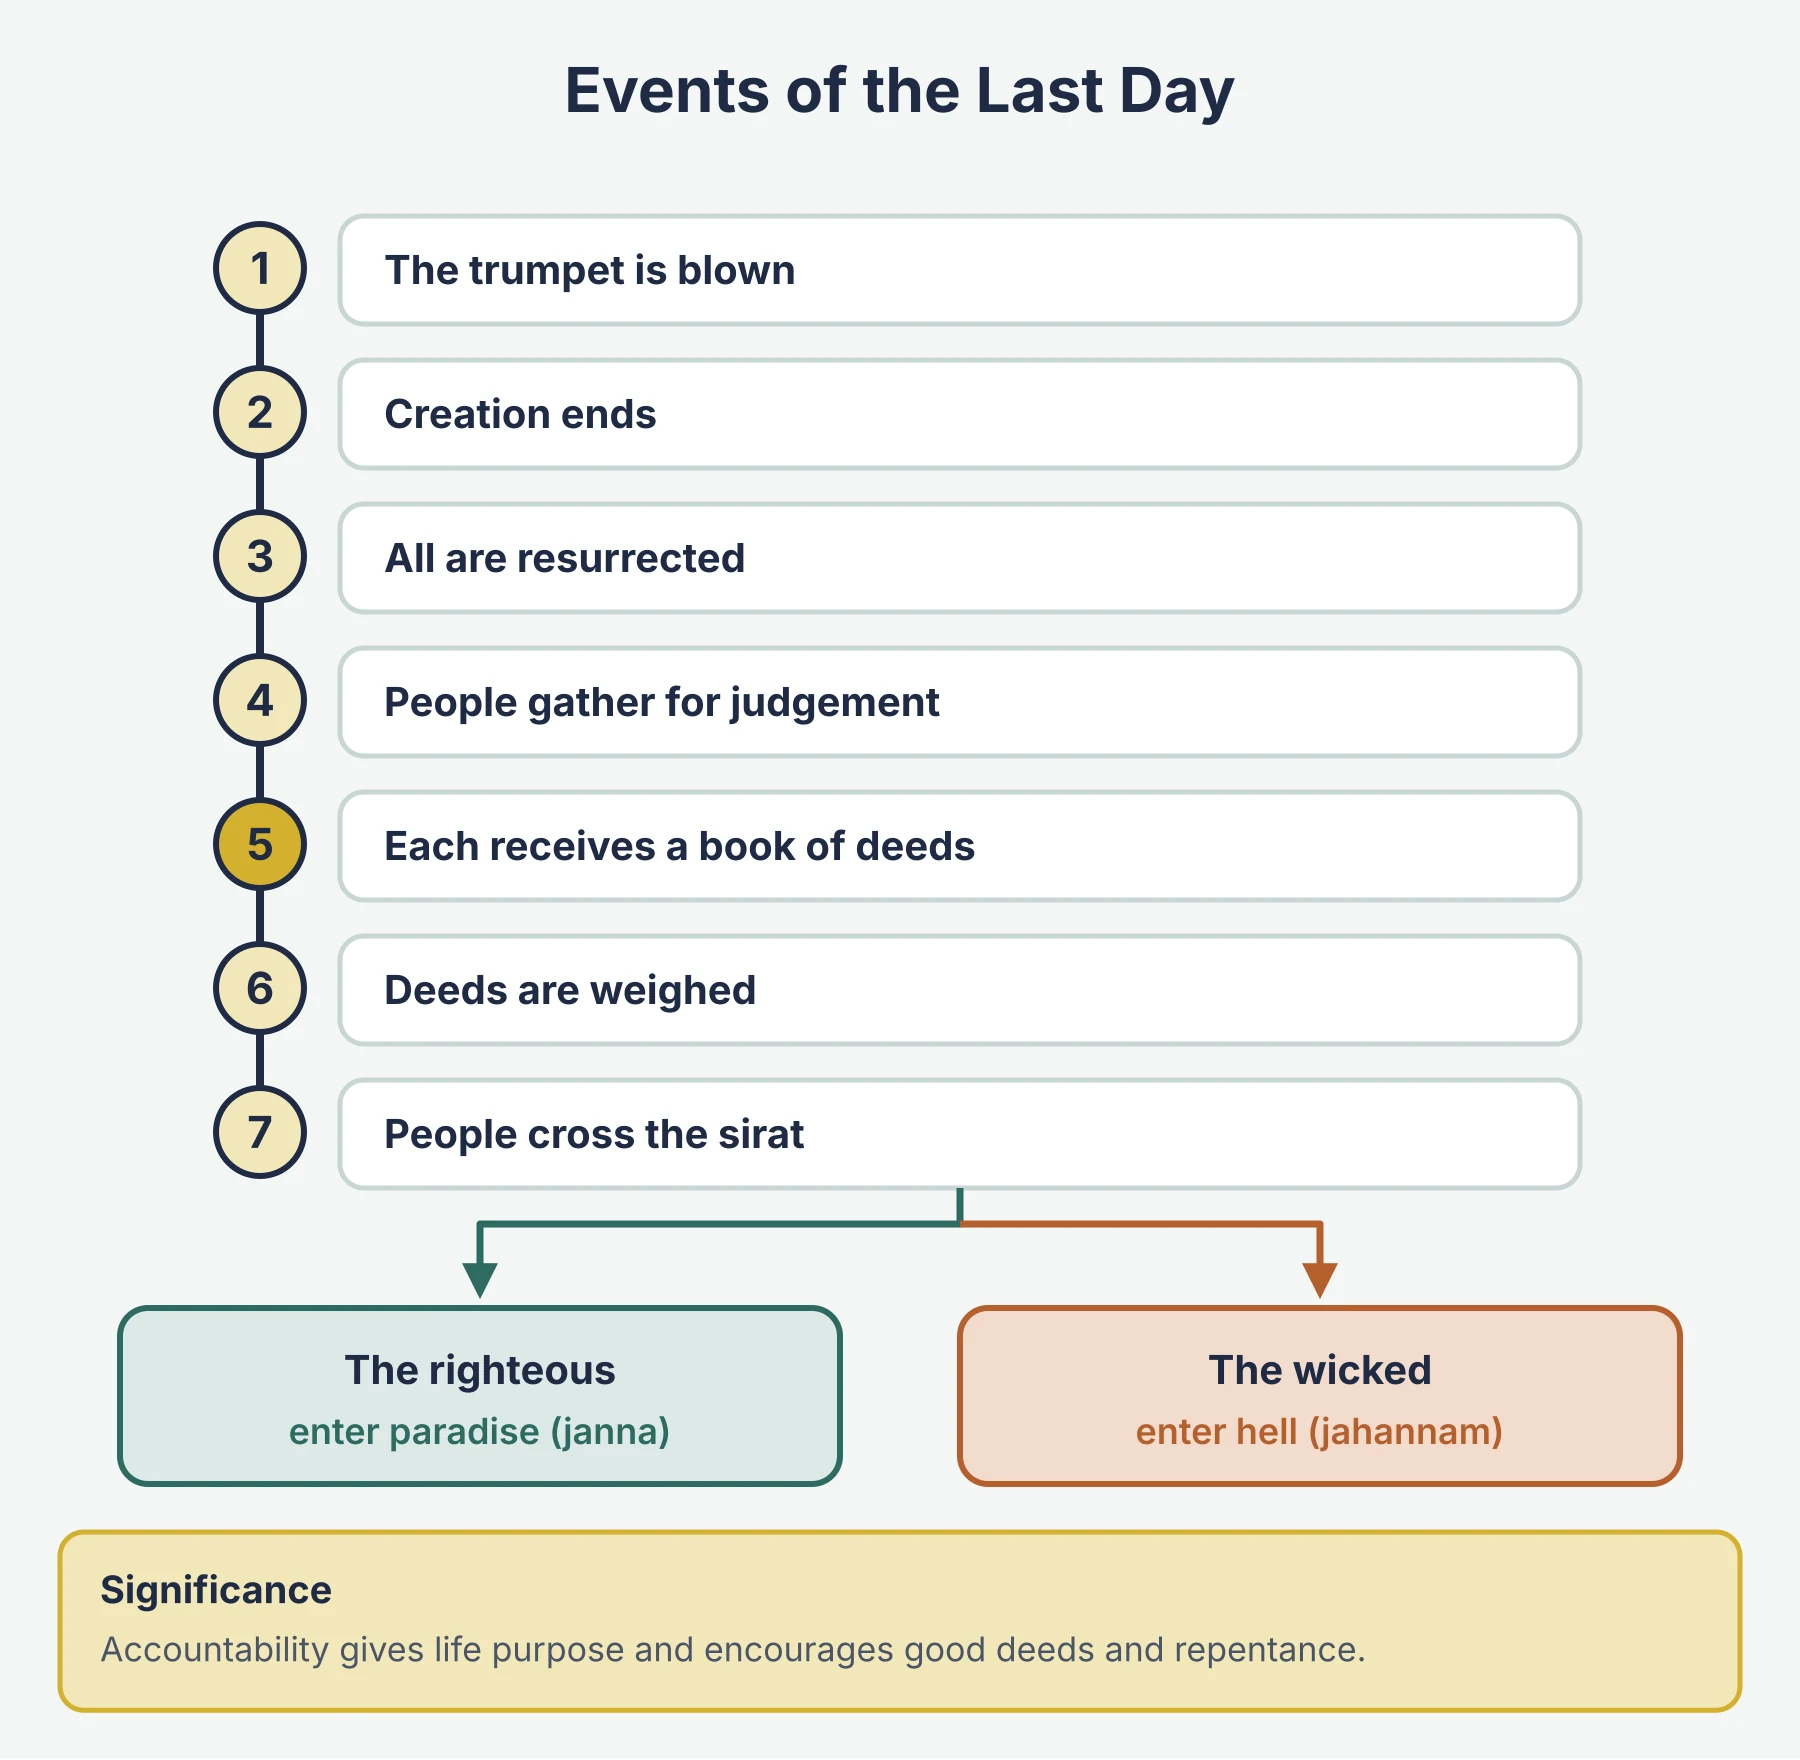 Events of the Last Day
1
The trumpet is blown
2
Creation ends
3
All are resurrected
4
People gather for judgement
5
Each receives a book of deeds
6
Deeds are weighed
7
People cross the sirat
The righteous
enter paradise (janna)
The wicked
enter hell (jahannam)
Significance
Accountability gives life purpose and encourages good deeds and repentance.